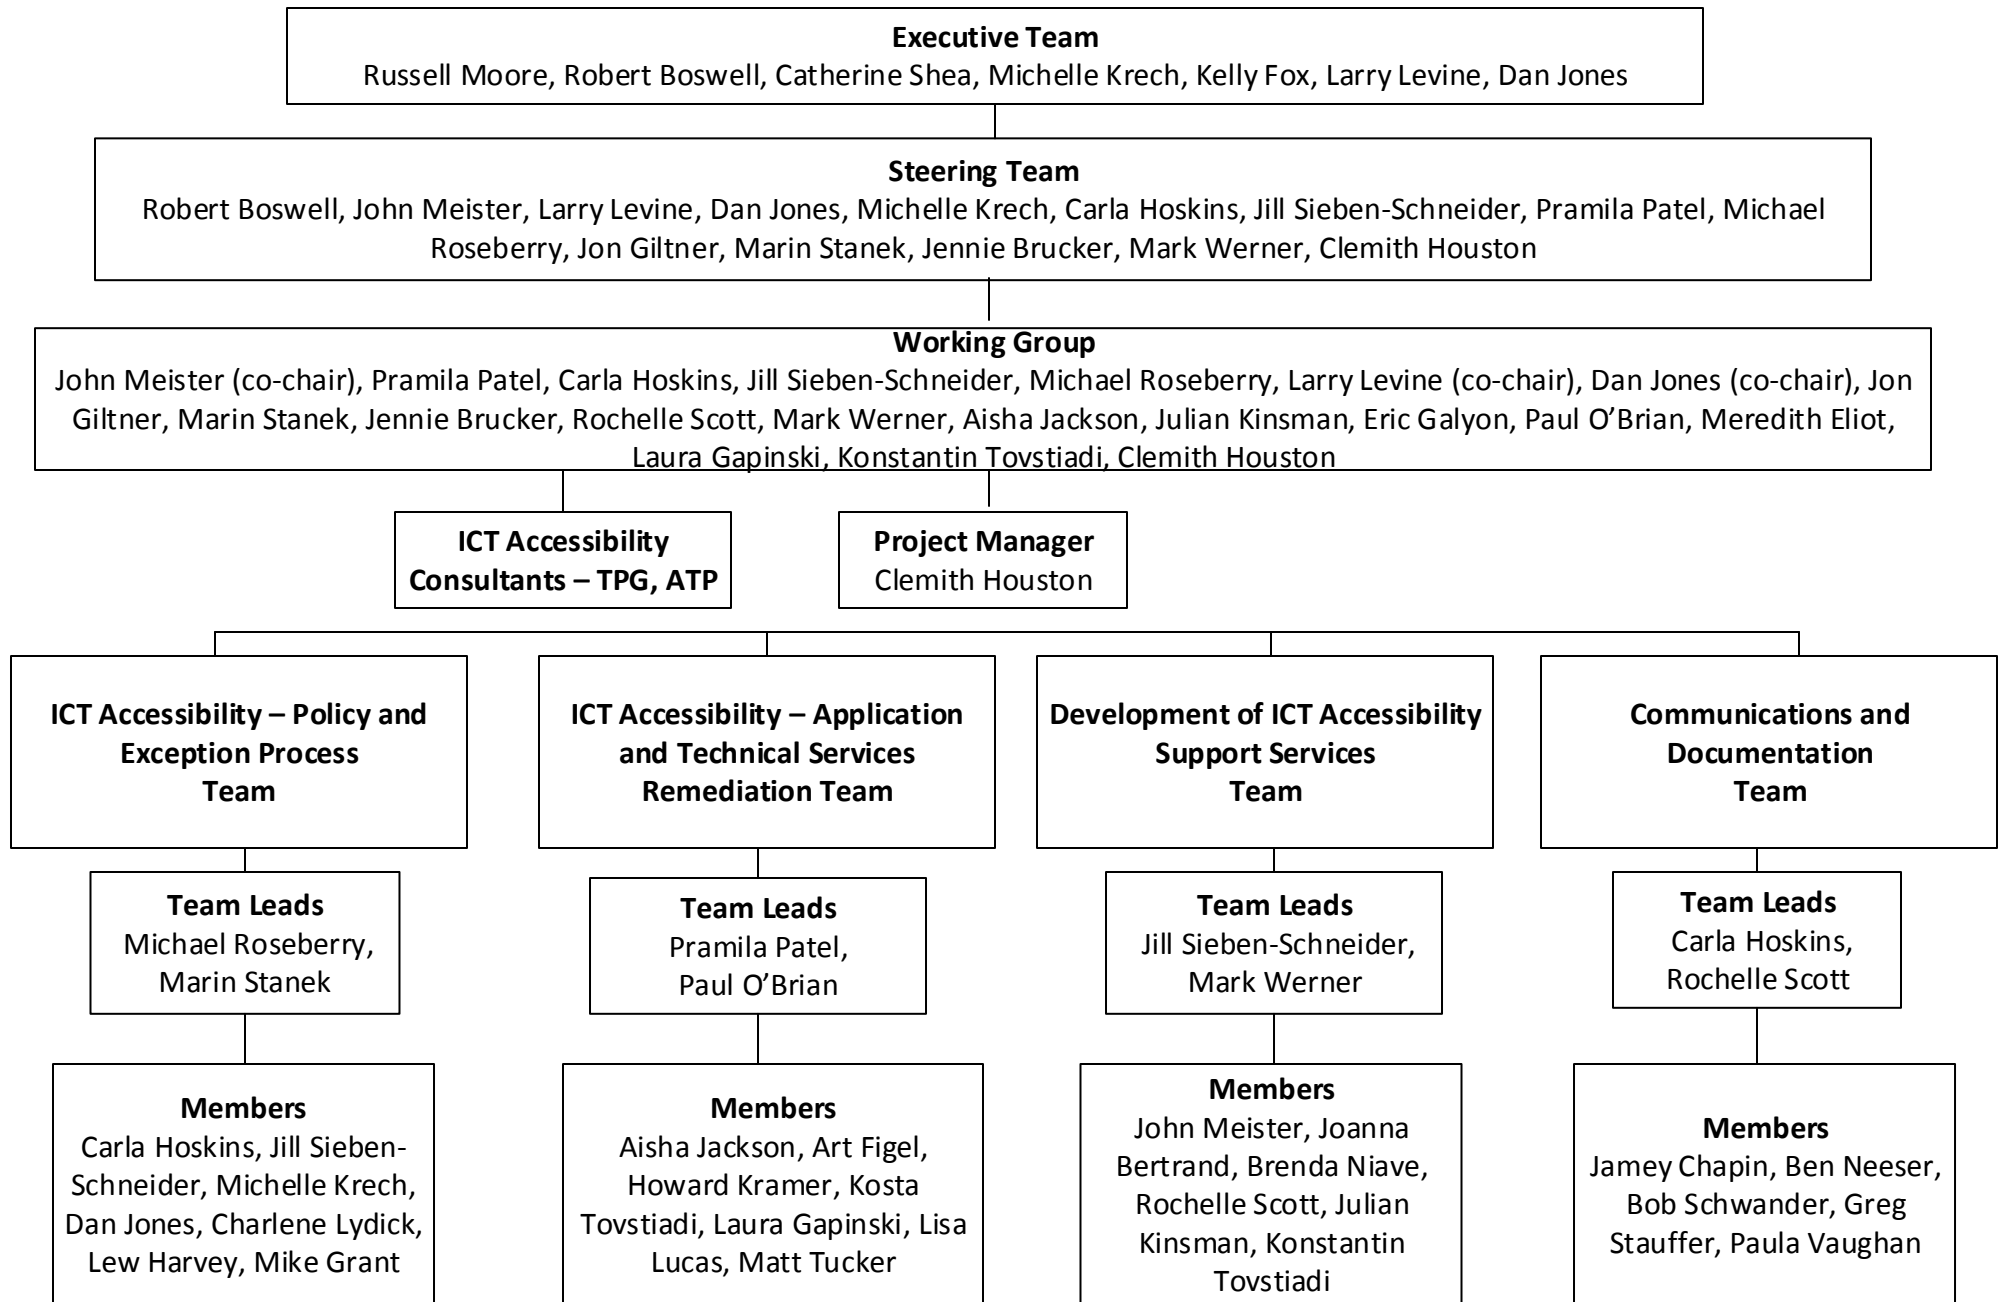 Executive Team
Russell Moore, Robert Boswell, Catherine Shea, Michelle Krech, Kelly Fox, Larry Levine, Dan Jones
Steering Team
Robert Boswell, John Meister, Larry Levine, Dan Jones, Michelle Krech, Carla Hoskins, Jill Sieben-Schneider, Pramila Patel, Michael
Roseberry, Jon Giltner, Marin Stanek, Jennie Brucker, Mark Werner, Clemith Houston
Working Group
John Meister (co-chair), Pramila Patel, Carla Hoskins, Jill Sieben-Schneider, Michael Roseberry, Larry Levine (co-chair), Dan Jones (co-chair), Jon
Giltner, Marin Stanek, Jennie Brucker, Rochelle Scott, Mark Werner, Aisha Jackson, Julian Kinsman, Eric Galyon, Paul O’Brian, Meredith Eliot,
Laura Gapinski, Konstantin Tovstiadi, Clemith Houston
ICT Accessibility
Consultants – TPG, ATP
Project Manager
Clemith Houston
ICT Accessibility – Policy and
Exception Process
Team
ICT Accessibility – Application
and Technical Services
Remediation Team
Development of ICT Accessibility
Support Services
Team
Communications and
Documentation
Team
Team Leads
Michael Roseberry,
Marin Stanek
Team Leads
Pramila Patel,
Paul O’Brian
Team Leads
Jill Sieben-Schneider,
Mark Werner
Team Leads
Carla Hoskins,
Rochelle Scott
Members
Carla Hoskins, Jill Sieben-
Schneider, Michelle Krech,
Dan Jones, Charlene Lydick,
Lew Harvey, Mike Grant
Members
Aisha Jackson, Art Figel,
Howard Kramer, Kosta
Tovstiadi, Laura Gapinski, Lisa
Lucas, Matt Tucker
Members
John Meister, Joanna
Bertrand, Brenda Niave,
Rochelle Scott, Julian
Kinsman, Konstantin
Tovstiadi
Members
Jamey Chapin, Ben Neeser,
Bob Schwander, Greg
Stauffer, Paula Vaughan